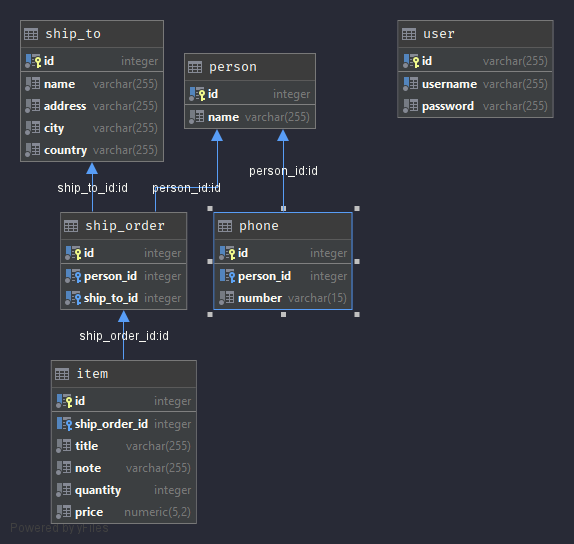 ship_to
id integer
name varchar(255)
address varchar(255)
city varchar(255)
country varchar(255)
person
id integer
name varchar(255)
user
id varchar(255)
username varchar(255)
password varchar(255)
ship_to_id:id
person_id:id
person_id:id
ship_order
id integer
person_id integer
ship_to_id integer
phone
id integer
person_id integer
number varchar(15)
ship_order_id:id
item
id integer
ship_order_id integer
title varchar(255)
note varchar(255)
quantity integer
price numeric(5,2)
Powered by yFiles